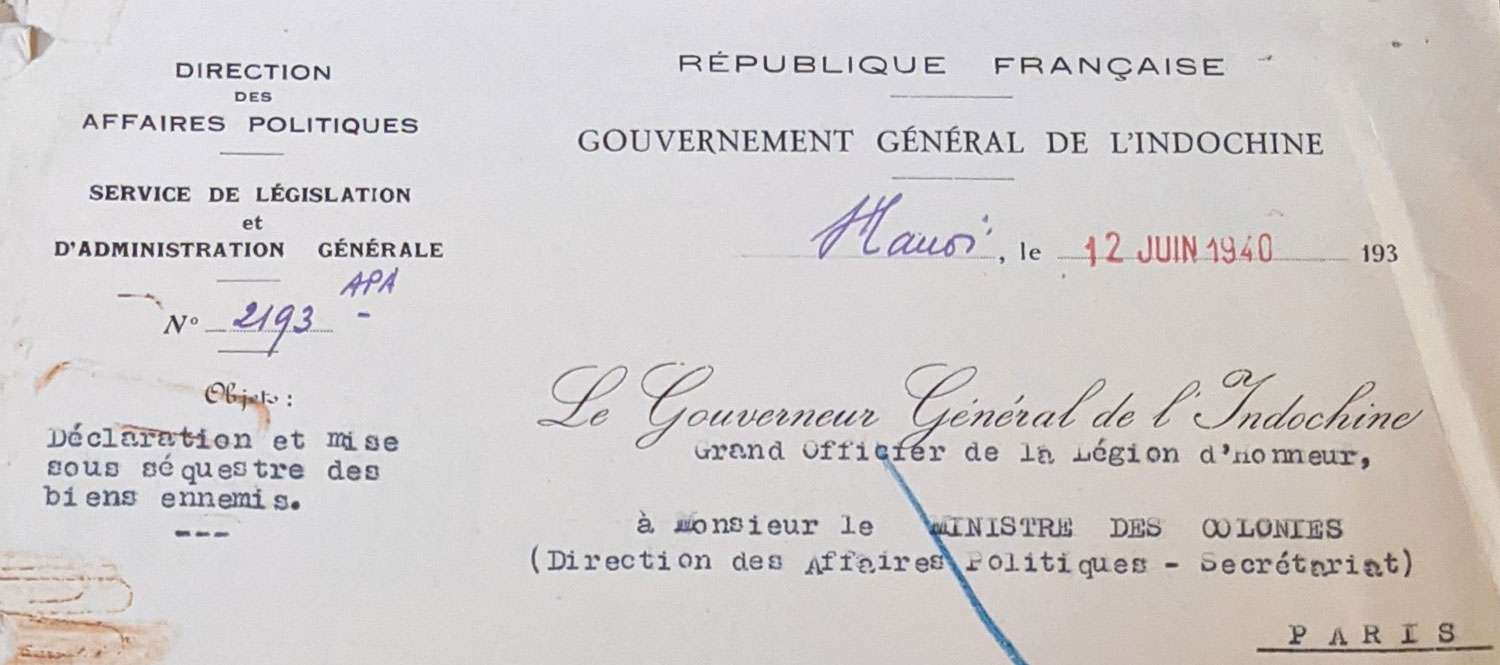 DIRECTION
DES
AFFAIRES POLITIQUES
SERVICE DE LÉGISLATION
et
D'ADMINISTRATION GÉNÉRALE
APA
N° 2193 -
Objet :
Déclaration et mise
sous séquestre des
biens ennemis.
---
RÉPUBLIQUE FRANÇAISE
GOUVERNEMENT GÉNÉRAL DE L'INDOCHINE
Hanoi, le 12 JUIN 1940 193
Le Gouverneur Général de l'Indochine
Grand Officier de la Légion d'Honneur,
à Monsieur le MINISTRE DES COLONIES
(Direction des Affaires Politiques - Secrétariat)
PARIS